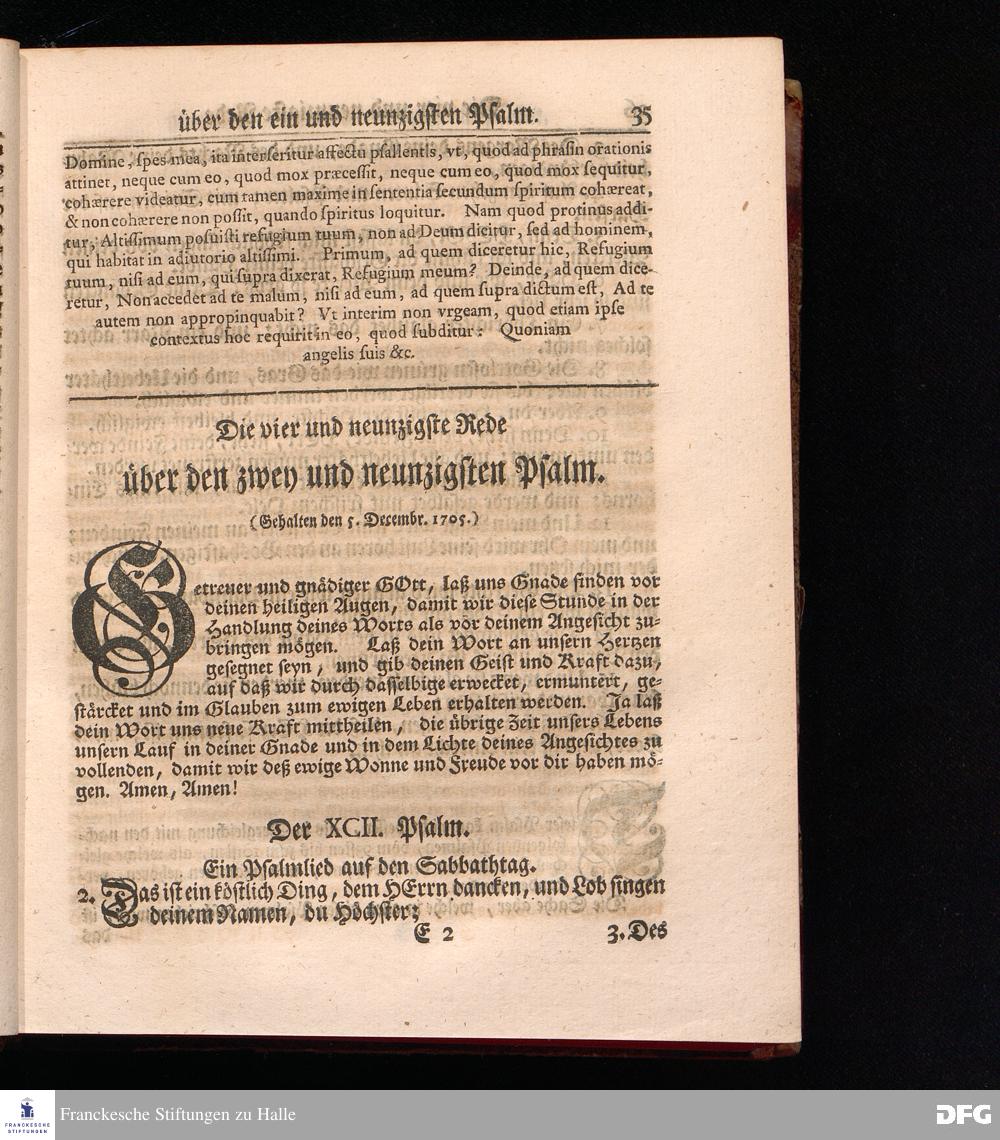 über den ein und neunzigsten Psalm. 35
Domine, spes mea, ita interseritur affectu psallentis, vt, quod ad phrasin orationis
attinet, neque cum eo, quod mox præcessit, neque cum eo, quod mox sequitur,
cohærere videatur, cum tamen maxime in sententia secundum spiritum cohæreat,
& non cohærere non possit, quando spiritus loquitur. Nam quod protinus addi-
tur, Altissimum posuisti refugium tuum, non ad Deum dicitur, sed ad hominem,
qui habitat in adiutorio altissimi. Primum, ad quem diceretur hic, Refugium
tuum, nisi ad eum, qui supra dixerat, Refugium meum? Deinde, ad quem dice-
retur, Non accedet ad te malum, nisi ad eum, ad quem supra dictum est, Ad te
autem non appropinquabit? Vt interim non vrgeam, quod etiam ipse
contextus hoc requirit in eo, quod subditur: Quoniam
angelis suis &c.
Die vier und neunzigste Rede
über den zwey und neunzigsten Psalm.
(Gehalten den 5. Decembr. 1705.)
Getreuer und gnädiger GOtt, laß uns Gnade finden vor
deinen heiligen Augen, damit wir diese Stunde in der
Handlung deines Worts als vor deinem Angesicht zu-
bringen mögen. Laß dein Wort an unsern Hertzen
gesegnet seyn, und gib deinen Geist und Kraft dazu,
auf daß wir durch dasselbige erwecket, ermuntert, ge-
stärcket und im Glauben zum ewigen Leben erhalten werden. Ja laß
dein Wort uns neue Kraft mittheilen, die übrige Zeit unsers Lebens
unsern Lauf in deiner Gnade und in dem Lichte deines Angesichtes zu
vollenden, damit wir deß ewige Wonne und Freude vor dir haben mö-
gen. Amen, Amen!
Der XCII. Psalm.
Ein Psalmlied auf den Sabbathtag.
2. Das ist ein köstlich Ding, dem HErrn dancken, und Lob singen
deinem Namen, du Höchster;
E 2 3. Des
FRANCKESCHE
STIFTUNGEN
Franckesche Stiftungen zu Halle
DFG